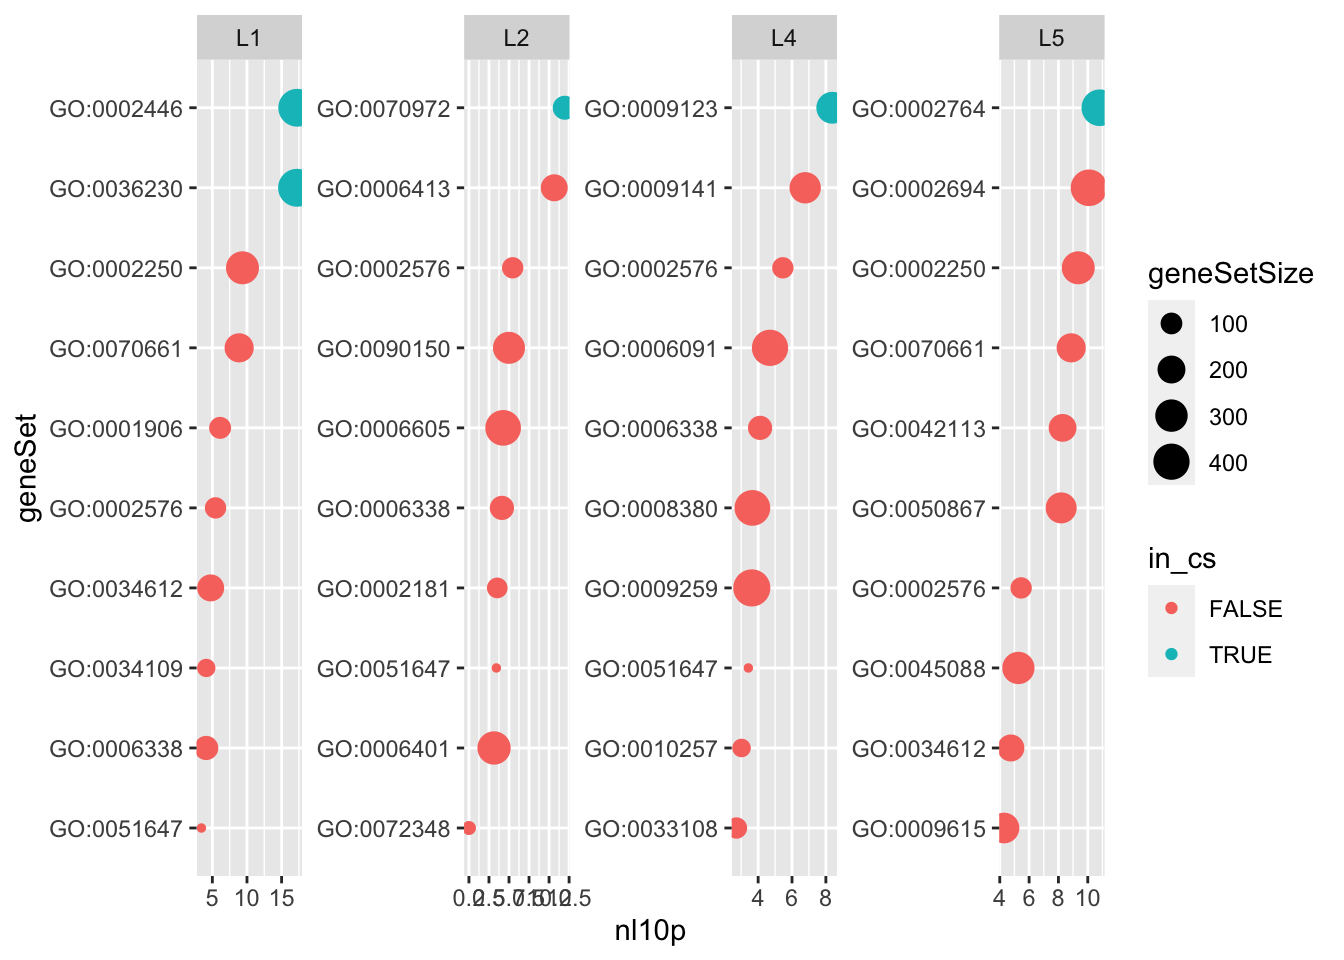 L1 L2 L4 L5
GO:0002446 GO:0070972 GO:0009123 GO:0002764
GO:0036230 GO:0006413 GO:0009141 GO:0002694
GO:0002250 GO:0002576 GO:0002576 GO:0002250
GO:0070661 GO:0090150 GO:0006091 GO:0070661
GO:0001906 GO:0006605 GO:0006338 GO:0042113
GO:0002576 GO:0006338 GO:0008380 GO:0050867
GO:0034612 GO:0002181 GO:0009259 GO:0002576
GO:0034109 GO:0051647 GO:0051647 GO:0045088
GO:0006338 GO:0006401 GO:0010257 GO:0034612
GO:0051647 GO:0072348 GO:0033108 GO:0009615
5 10 15 0.0 2.5 5.0 7.5 10.0 12.5 4 6 8 4 6 8 10
nl10p
geneSet
geneSetSize
100
200
300
400
in_cs
FALSE
TRUE